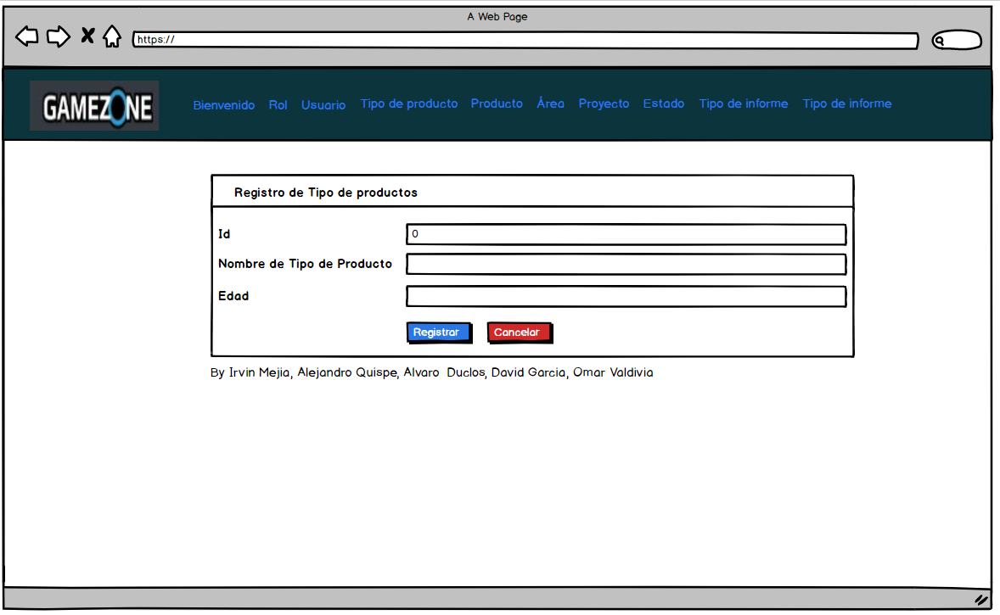 A Web Page
https://
GAMEZONE
Bienvenido Rol Usuario Tipo de producto Producto Área Proyecto Estado Tipo de informe Tipo de informe
Registro de Tipo de productos
Id
0
Nombre de Tipo de Producto
Edad
Registrar Cancelar
By Irvin Mejia, Alejandro Quispe, Alvaro Duclos, David Garcia, Omar Valdivia